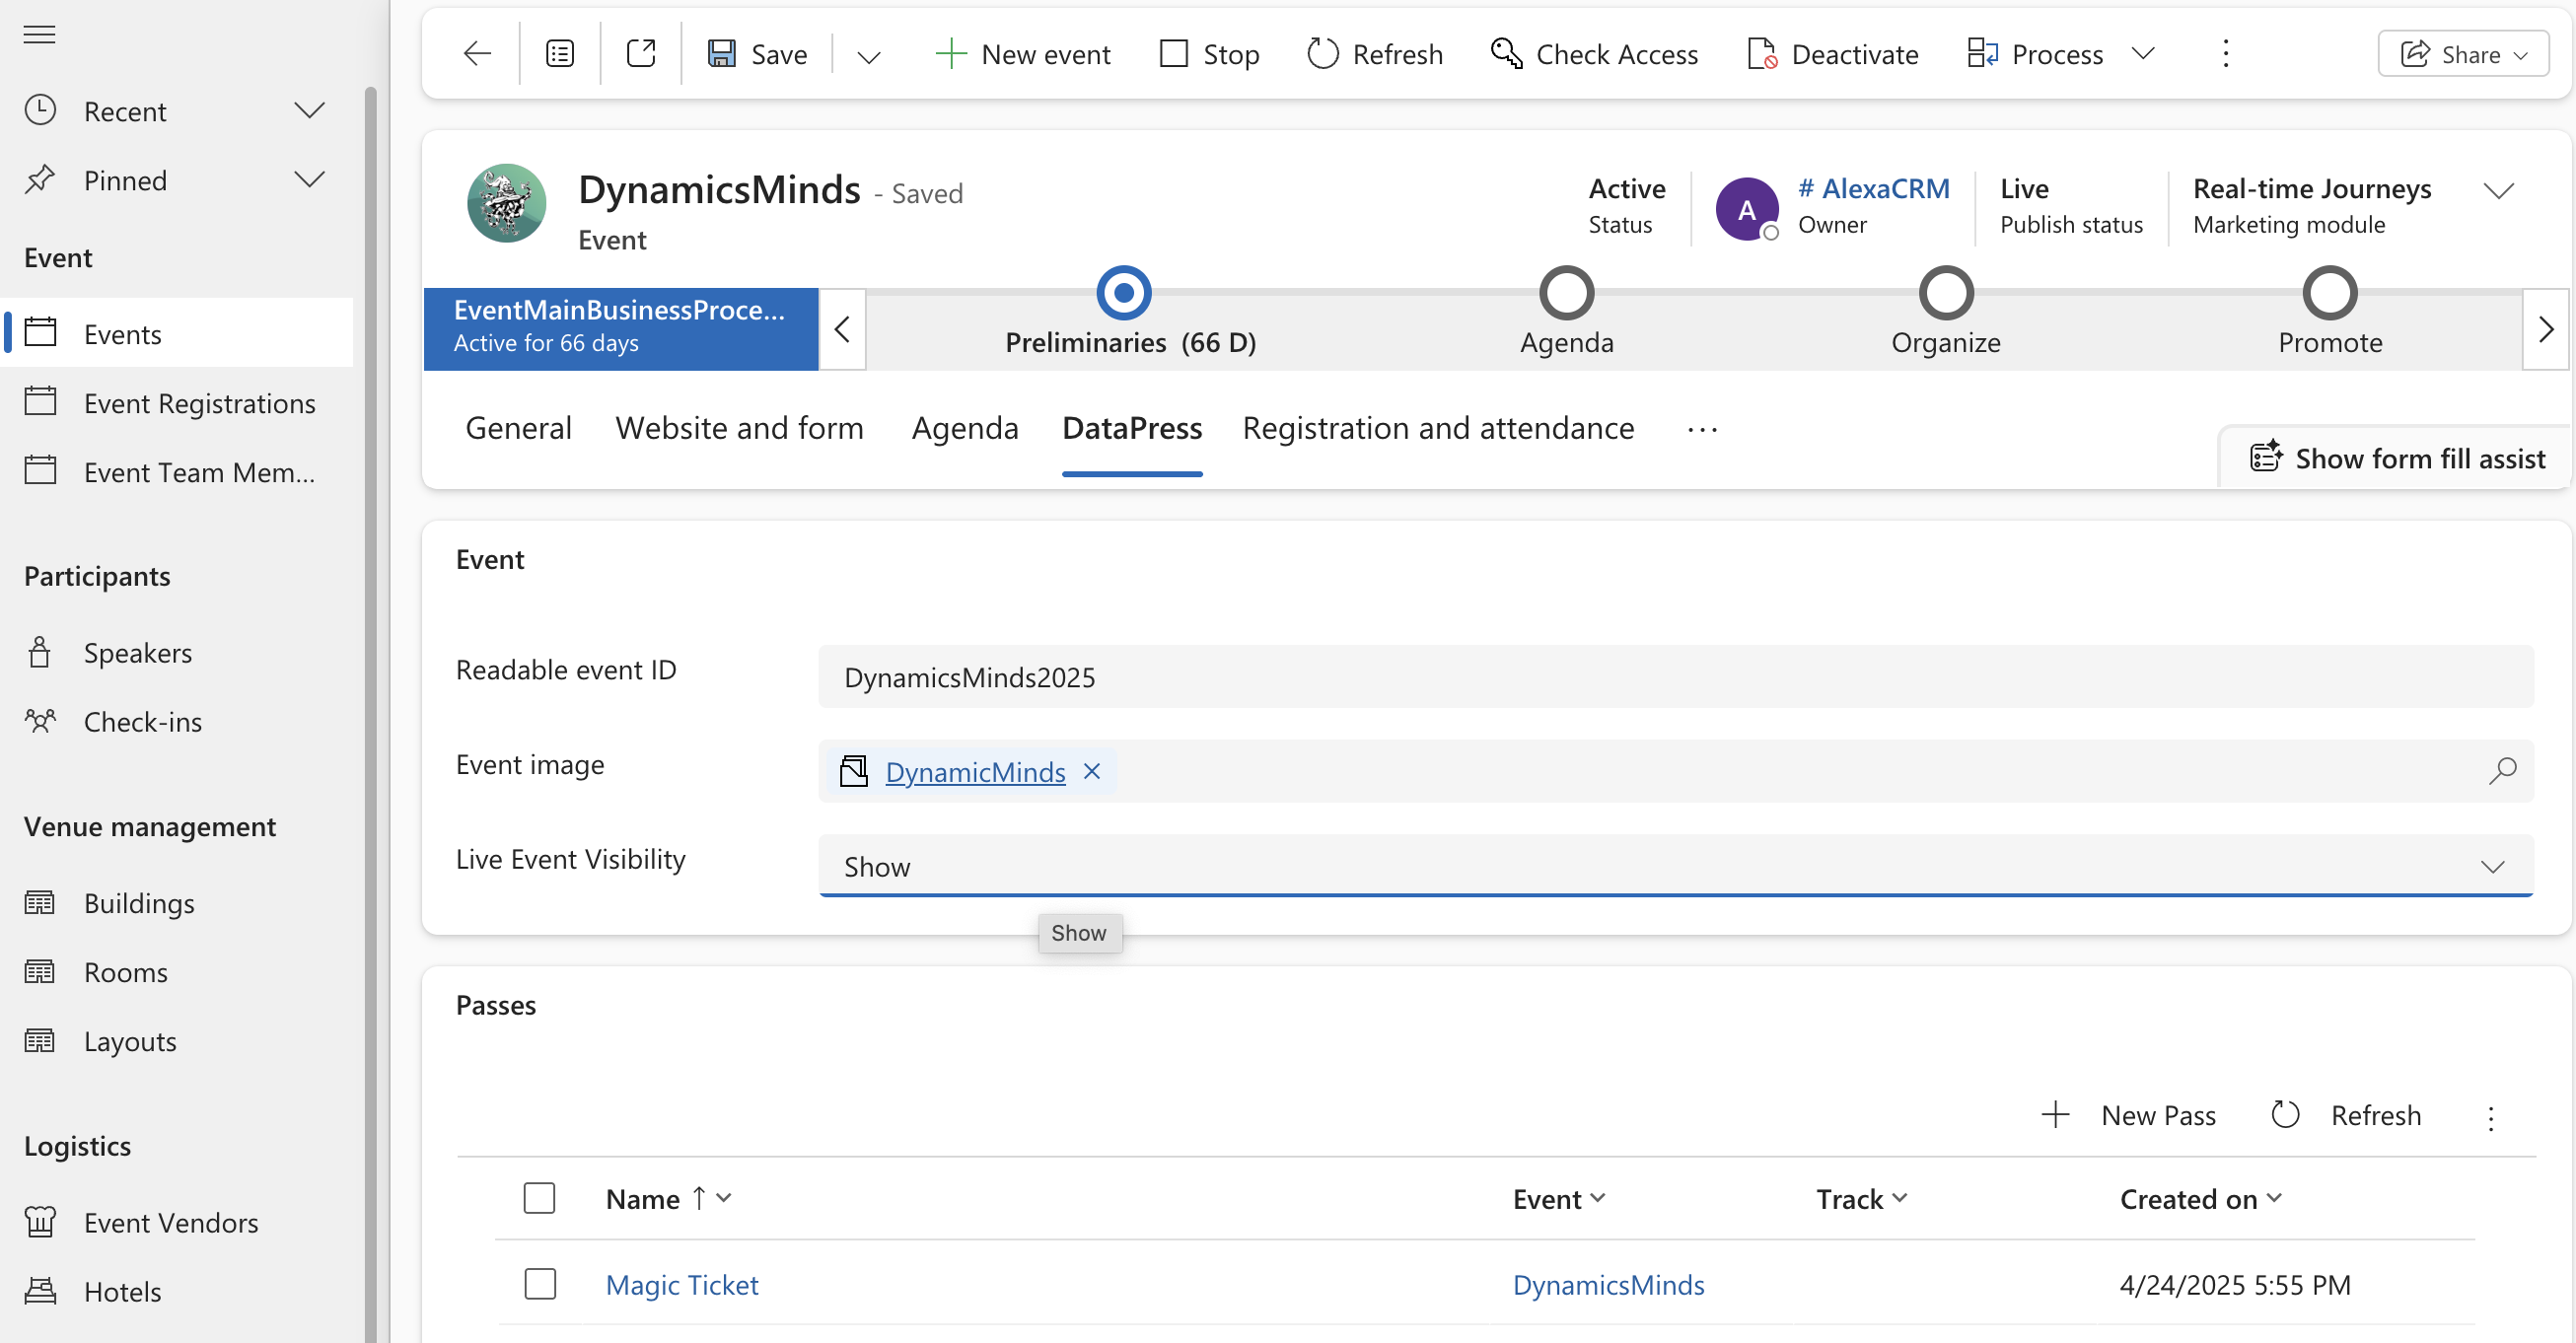 Save
New event
Stop
Refresh
Check Access
Deactivate
Process
Share
Recent
Pinned
Event
Events
Event Registrations
Event Team Mem...
Participants
Speakers
Check-ins
Venue management
Buildings
Rooms
Layouts
Logistics
Event Vendors
Hotels
DynamicsMinds - Saved
Event
Active
Status
A
# AlexaCRM
Owner
Live
Publish status
Real-time Journeys
Marketing module
EventMainBusinessProce...
Active for 66 days
Preliminaries (66 D)
Agenda
Organize
Promote
General
Website and form
Agenda
DataPress
Registration and attendance
Show form fill assist
Event
Readable event ID
DynamicsMinds2025
Event image
DynamicMinds
Live Event Visibility
Show
Show
Passes
New Pass
Refresh
Name
Event
Track
Created on
Magic Ticket
DynamicsMinds
4/24/2025 5:55 PM